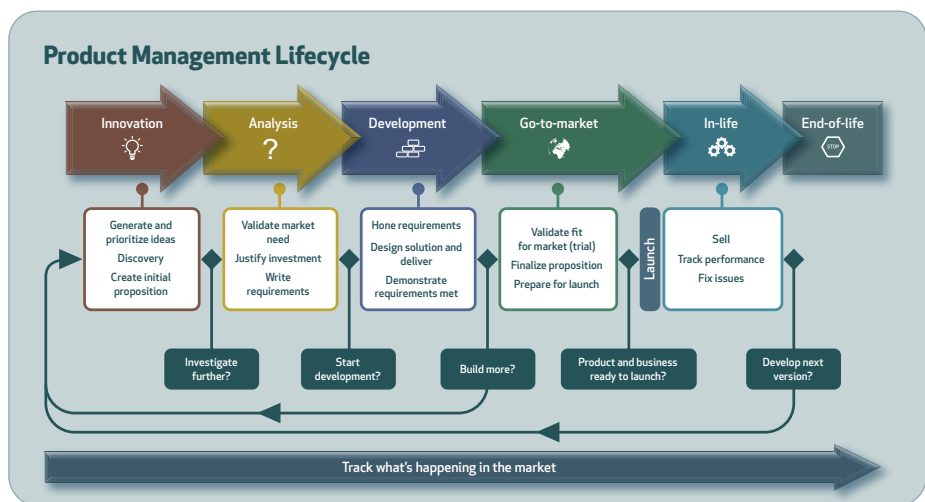 Product Management Lifecycle
Innovation
Analysis
?
Development
Go-to-market
In-life
End-of-life
STOP
Generate and
prioritize ideas
Discovery
Create initial
proposition
Validate market
need
Justify investment
Write
requirements
Hone requirements
Design solution and
deliver
Demonstrate
requirements met
Validate fit
for market (trial)
Finalize proposition
Prepare for launch
Launch
Sell
Track performance
Fix issues
Investigate
further?
Start
development?
Build more?
Product and business
ready to launch?
Develop next
version?
Track what's happening in the market